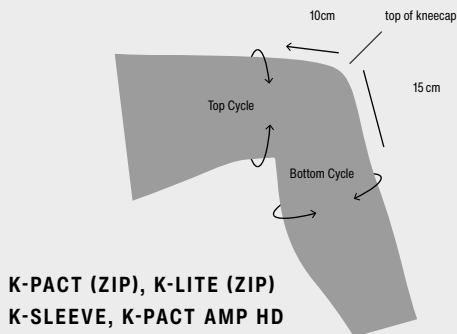 10cm
top of kneecap
15 cm
Top Cycle
Bottom Cycle
K-PACT (ZIP), K-LITE (ZIP)
K-SLEEVE, K-PACT AMP HD